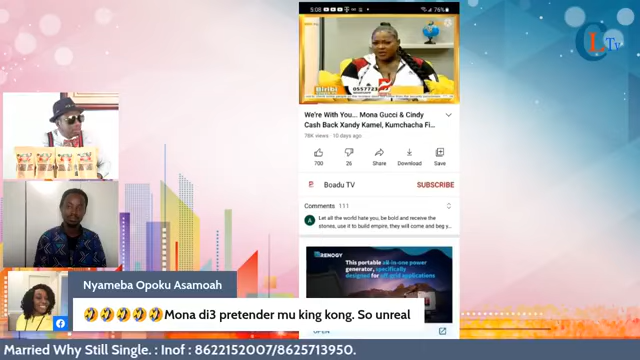 5:08
76%
CL TV
0557723
We're With You... Mona Gucci & Cindy
Cash Back Xandy Kamel, Kumchacha Fi...
78K views · 10 days ago
700
26
Share
Download
Save
Boadu TV
SUBSCRIBE
Comments 111
A
Let all the world hate you, be bold and receive the
stones, use it to build empire, they will come and beg y...
RENOGY
This portable all-in-one power
generator, specifically
designed for off-grid applications
OPEN
Nyameba Opoku Asamoah
🤣🤣🤣🤣🤣Mona di3 pretender mu king kong. So unreal
Married Why Still Single. : Inof : 8622152007/8625713950.